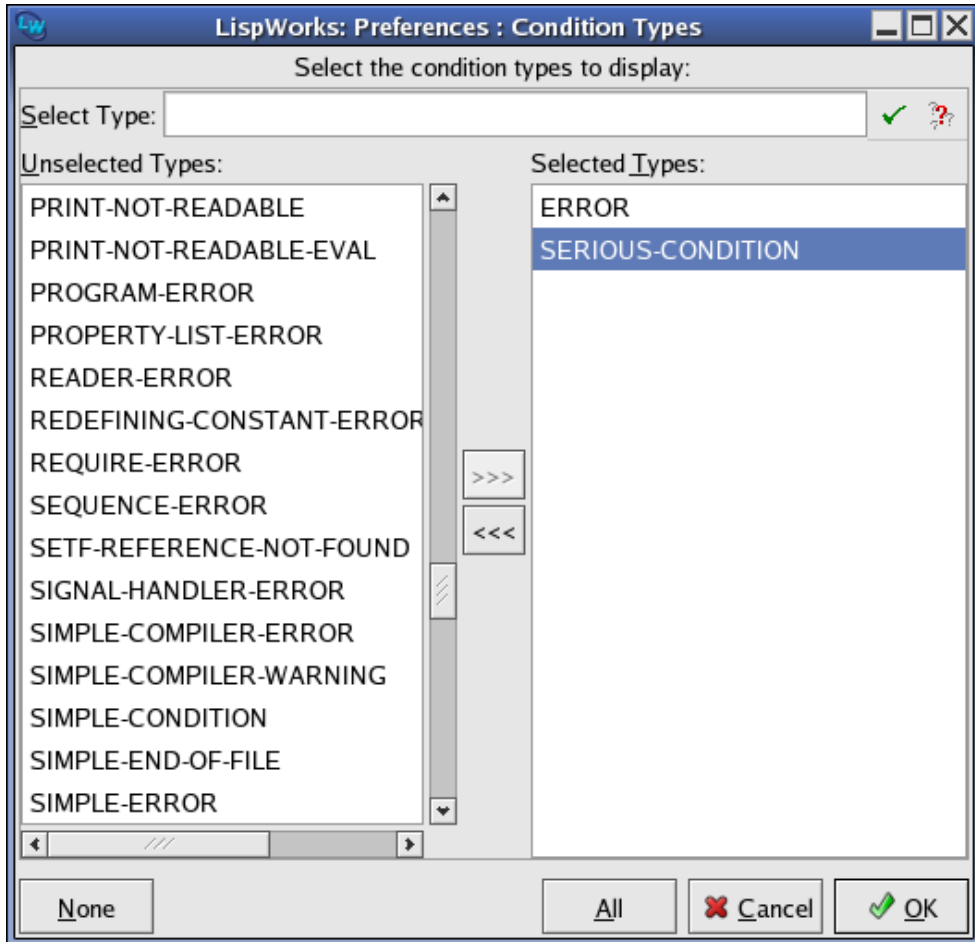 LispWorks: Preferences : Condition Types
Select the condition types to display:
Select Type:
Unselected Types:
PRINT-NOT-READABLE
PRINT-NOT-READABLE-EVAL
PROGRAM-ERROR
PROPERTY-LIST-ERROR
READER-ERROR
REDEFINING-CONSTANT-ERROR
REQUIRE-ERROR
SEQUENCE-ERROR
SETF-REFERENCE-NOT-FOUND
SIGNAL-HANDLER-ERROR
SIMPLE-COMPILER-ERROR
SIMPLE-COMPILER-WARNING
SIMPLE-CONDITION
SIMPLE-END-OF-FILE
SIMPLE-ERROR
>>>
<<<
Selected Types:
ERROR
SERIOUS-CONDITION
None
All
Cancel
OK